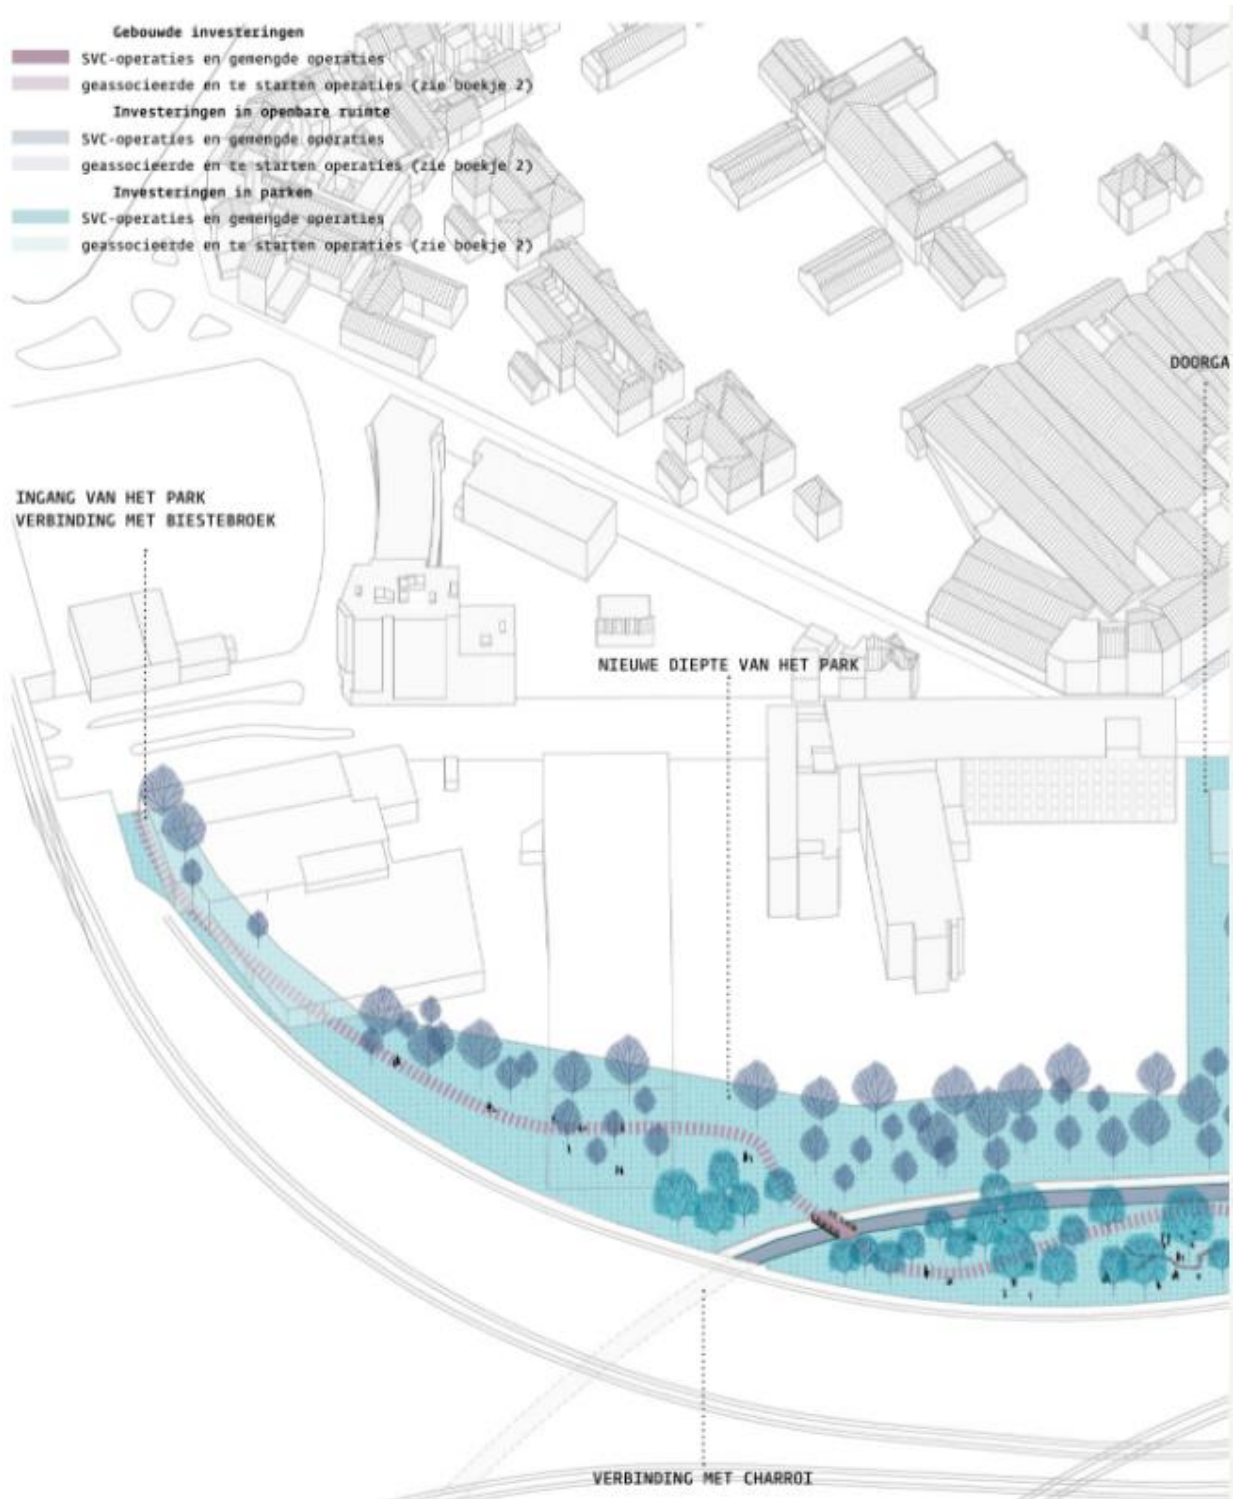 Gebouwde investeringen
SVC-operaties en gemengde operaties
geassocieerde en te starten operaties (zie boekje 2)
Investeringen in openbare ruimte
SVC-operaties en gemengde operaties
geassocieerde en te starten operaties (zie boekje 2)
Investeringen in parken
SVC-operaties en gemengde operaties
geassocieerde en te starten operaties (zie boekje 2)
DOORGA
INGANG VAN HET PARK
VERBINDING MET BIESTEBROEK
NIEUWE DIEPTE VAN HET PARK
VERBINDING MET CHARROI